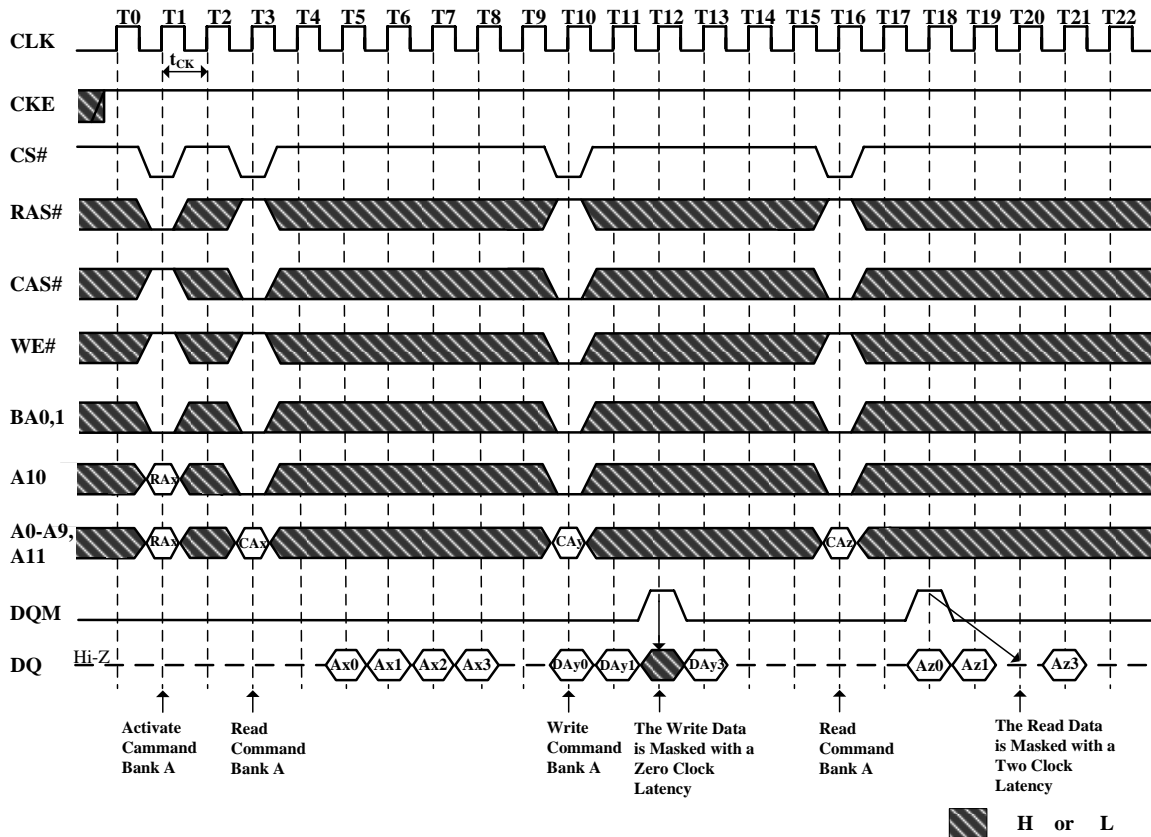 T0 T1 T2 T3 T4 T5 T6 T7 T8 T9 T10 T11 T12 T13 T14 T15 T16 T17 T18 T19 T20 T21 T22
CLK
tCK
CKE
CS#
RAS#
CAS#
WE#
BA0,1
A10
RAx
A0-A9,
A11
RAx CAx CAy CAz
DQM
DQ
Hi-Z
Ax0 Ax1 Ax2 Ax3 DAy0 DAy1 DAy3 Az0 Az1 Az3
Activate
Cammand
Bank A
Read
Command
Bank A
Write
Command
Bank A
The Write Data
is Masked with a
Zero Clock
Latency
Read
Command
Bank A
The Read Data
is Masked with a
Two Clock
Latency
H or L